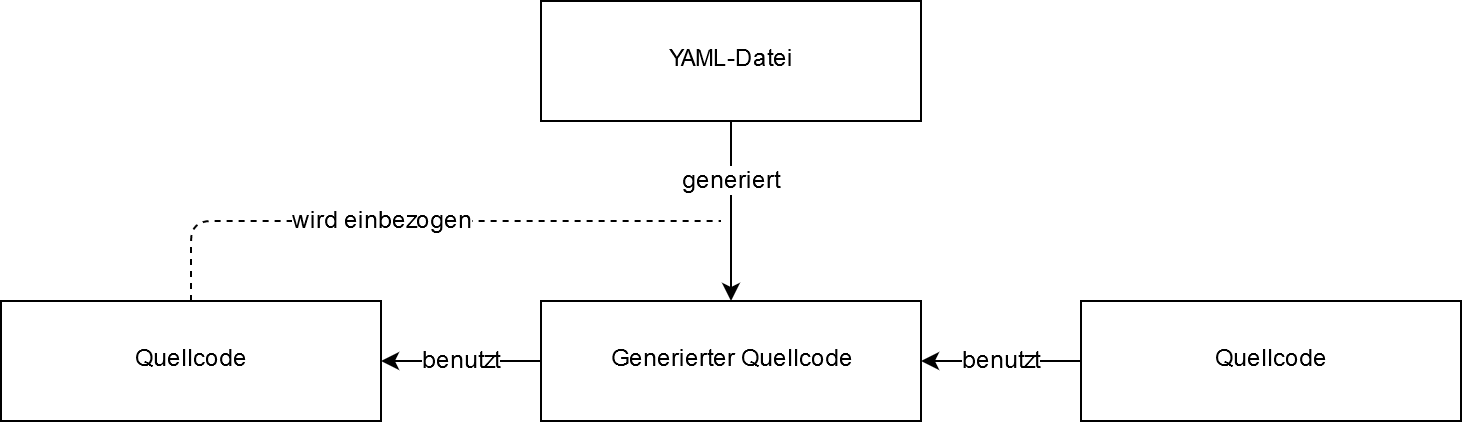 YAML-Datei
generiert
wird einbezogen
Quellcode
benutzt
Generierter Quellcode
benutzt
Quellcode